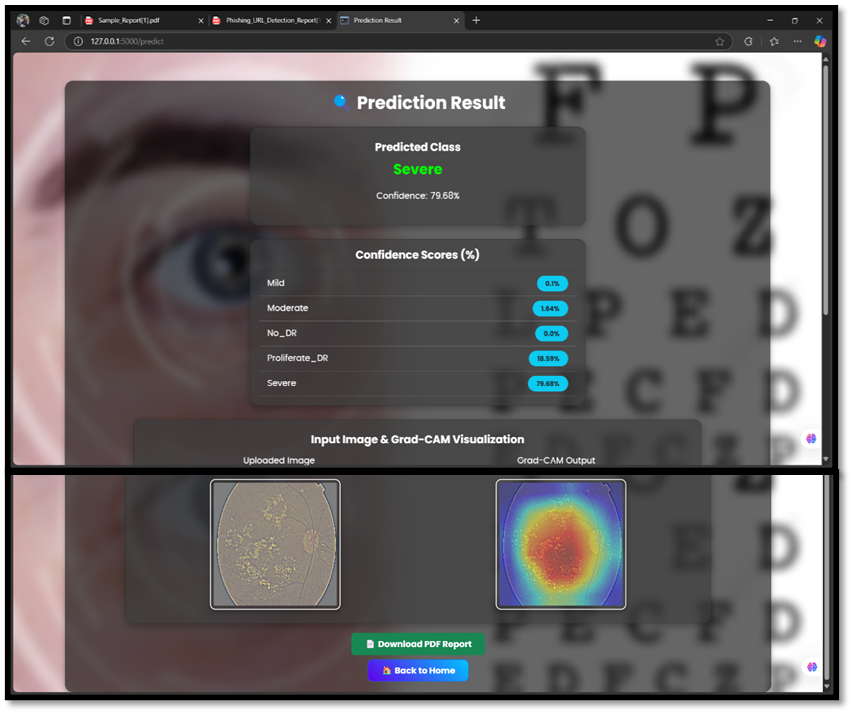 Sample_Report[1].pdf
Phishing_URL_Detection_Report[1
Prediction Result
127.0.0.1:5000/predict
Prediction Result
Predicted Class
Severe
Confidence: 79.68%
Confidence Scores (%)
Mild 0.1%
Moderate 1.64%
No_DR 0.0%
Proliferate_DR 18.59%
Severe 79.68%
Input Image & Grad-CAM Visualization
Uploaded Image Grad-CAM Output
Download PDF Report
Back to Home
F P
T O Z
L P E D
P E C F D